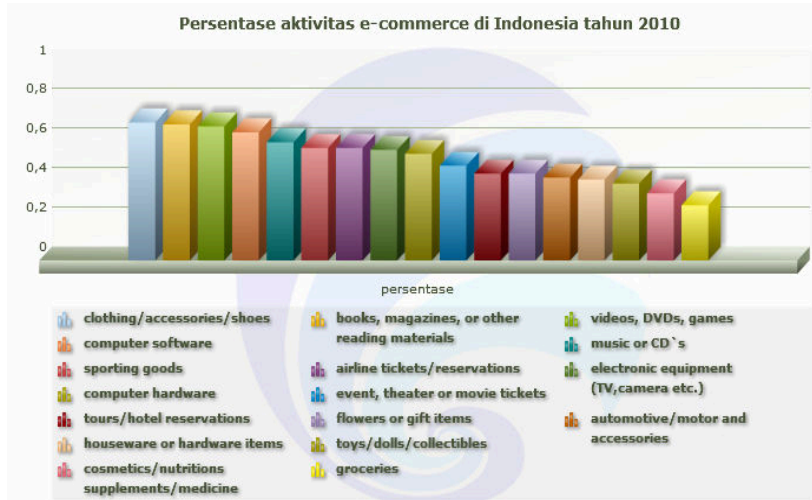 Persentase aktivitas e-commerce di Indonesia tahun 2010
1
0,8
0,6
0,4
0,2
0
persentase
clothing/accessories/shoes
books, magazines, or other
reading materials
videos, DVDs, games
computer software
music or CD`s
sporting goods
airline tickets/reservations
electronic equipment
(TV,camera etc.)
computer hardware
event, theater or movie tickets
tours/hotel reservations
flowers or gift items
automotive/motor and
accessories
houseware or hardware items
toys/dolls/collectibles
cosmetics/nutritions
supplements/medicine
groceries